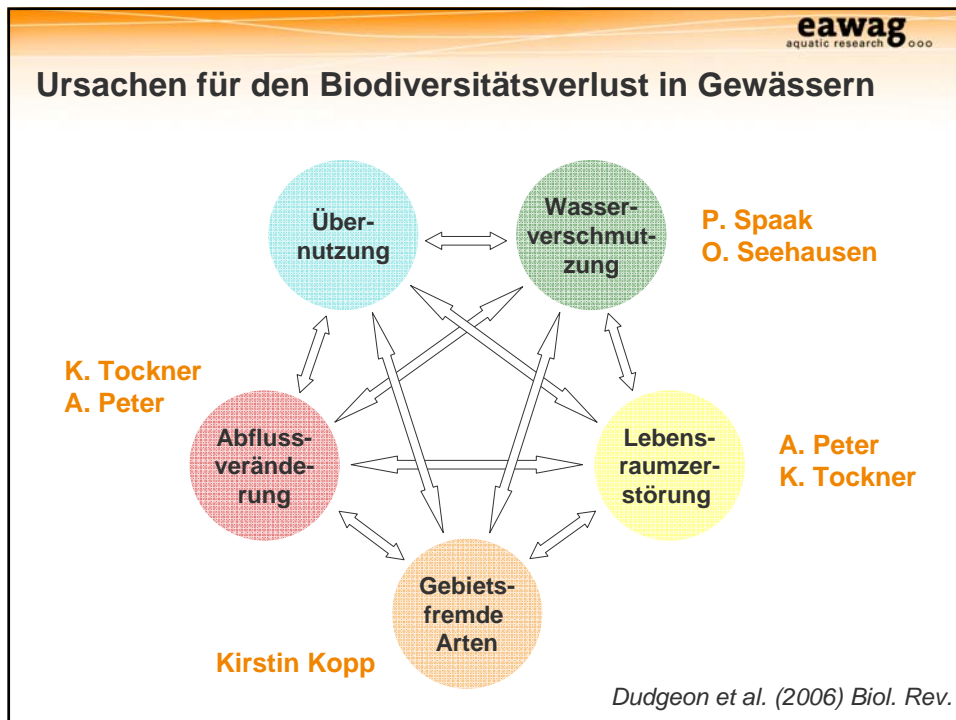 eawag
aquatic research ooo
Ursachen für den Biodiversitätsverlust in Gewässern
Über-
nutzung
Wasser-
verschmut-
zung
P. Spaak
O. Seehausen
K. Tockner
A. Peter
Abfluss-
verände-
rung
Lebens-
raumzer-
störung
A. Peter
K. Tockner
Gebiets-
fremde
Arten
Kirstin Kopp
Dudgeon et al. (2006) Biol. Rev.